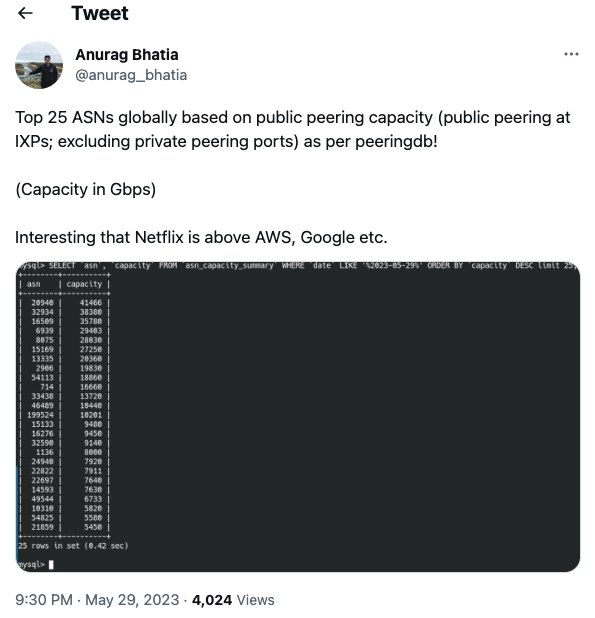 Tweet
Anurag Bhatia
@anurag_bhatia
Top 25 ASNs globally based on public peering capacity (public peering at
IXPs; excluding private peering ports) as per peeringdb!
(Capacity in Gbps)
Interesting that Netflix is above AWS, Google etc.
mysql> SELECT `asn`, `capacity` FROM `asn_capacity_summary` WHERE `date` LIKE '%2023-05-29%' ORDER BY `capacity` DESC limit 25;
+--------+----------+
| asn | capacity |
+--------+----------+
| 20940 | 41466 |
| 32934 | 38380 |
| 16509 | 35780 |
| 6939 | 29403 |
| 8075 | 28030 |
| 15169 | 27250 |
| 13335 | 20360 |
| 2906 | 19830 |
| 54113 | 18860 |
| 714 | 16660 |
| 33438 | 13720 |
| 46489 | 10440 |
| 199524 | 10201 |
| 15133 | 9480 |
| 16276 | 9450 |
| 32590 | 9140 |
| 1136 | 8000 |
| 24940 | 7920 |
| 22822 | 7911 |
| 22697 | 7640 |
| 14593 | 7630 |
| 49544 | 6733 |
| 10310 | 5820 |
| 54825 | 5580 |
| 21859 | 5450 |
+--------+----------+
25 rows in set (0.42 sec)
mysql>
9:30 PM · May 29, 2023 · 4,024 Views